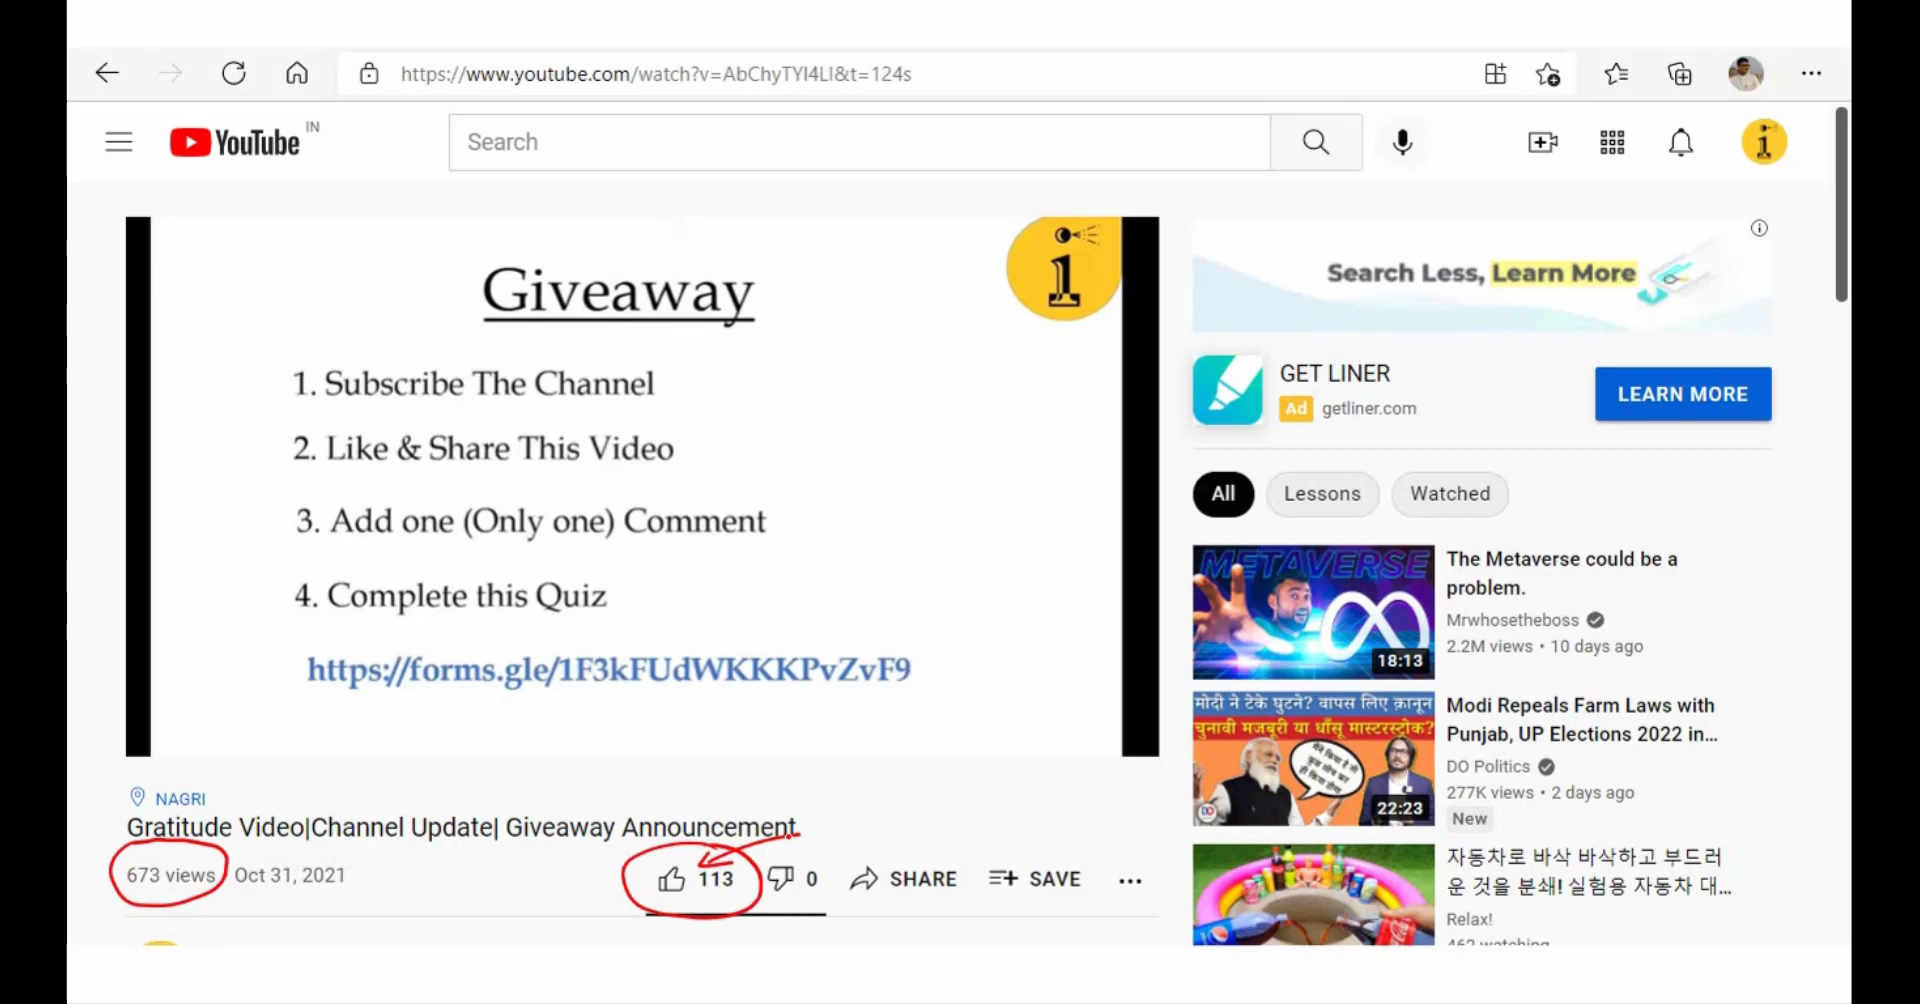 https://www.youtube.com/watch?v=AbChyTYI4LI&t=124s
YouTube IN
Search
Giveaway
1. Subscribe The Channel
2. Like & Share This Video
3. Add one (Only one) Comment
4. Complete this Quiz
https://forms.gle/1F3kFUdWKKKPvZvF9
NAGRI
Gratitude Video|Channel Update| Giveaway Announcement
673 views Oct 31, 2021
113 0 SHARE SAVE
Search Less, Learn More
GET LINER
Ad getliner.com
LEARN MORE
All Lessons Watched
METAVERSE
18:13
The Metaverse could be a
problem.
Mrwhosetheboss
2.2M views • 10 days ago
मोदी ने टेके घुटने? वापस लिए क़ानून
चुनावी मजबूरी या धाँसू मास्टरस्ट्रोक?
22:23
Modi Repeals Farm Laws with
Punjab, UP Elections 2022 in...
DO Politics
277K views • 2 days ago
New
자동차로 바삭 바삭하고 부드러
운 것을 분쇄! 실험용 자동차 대...
Relax!
462 watching